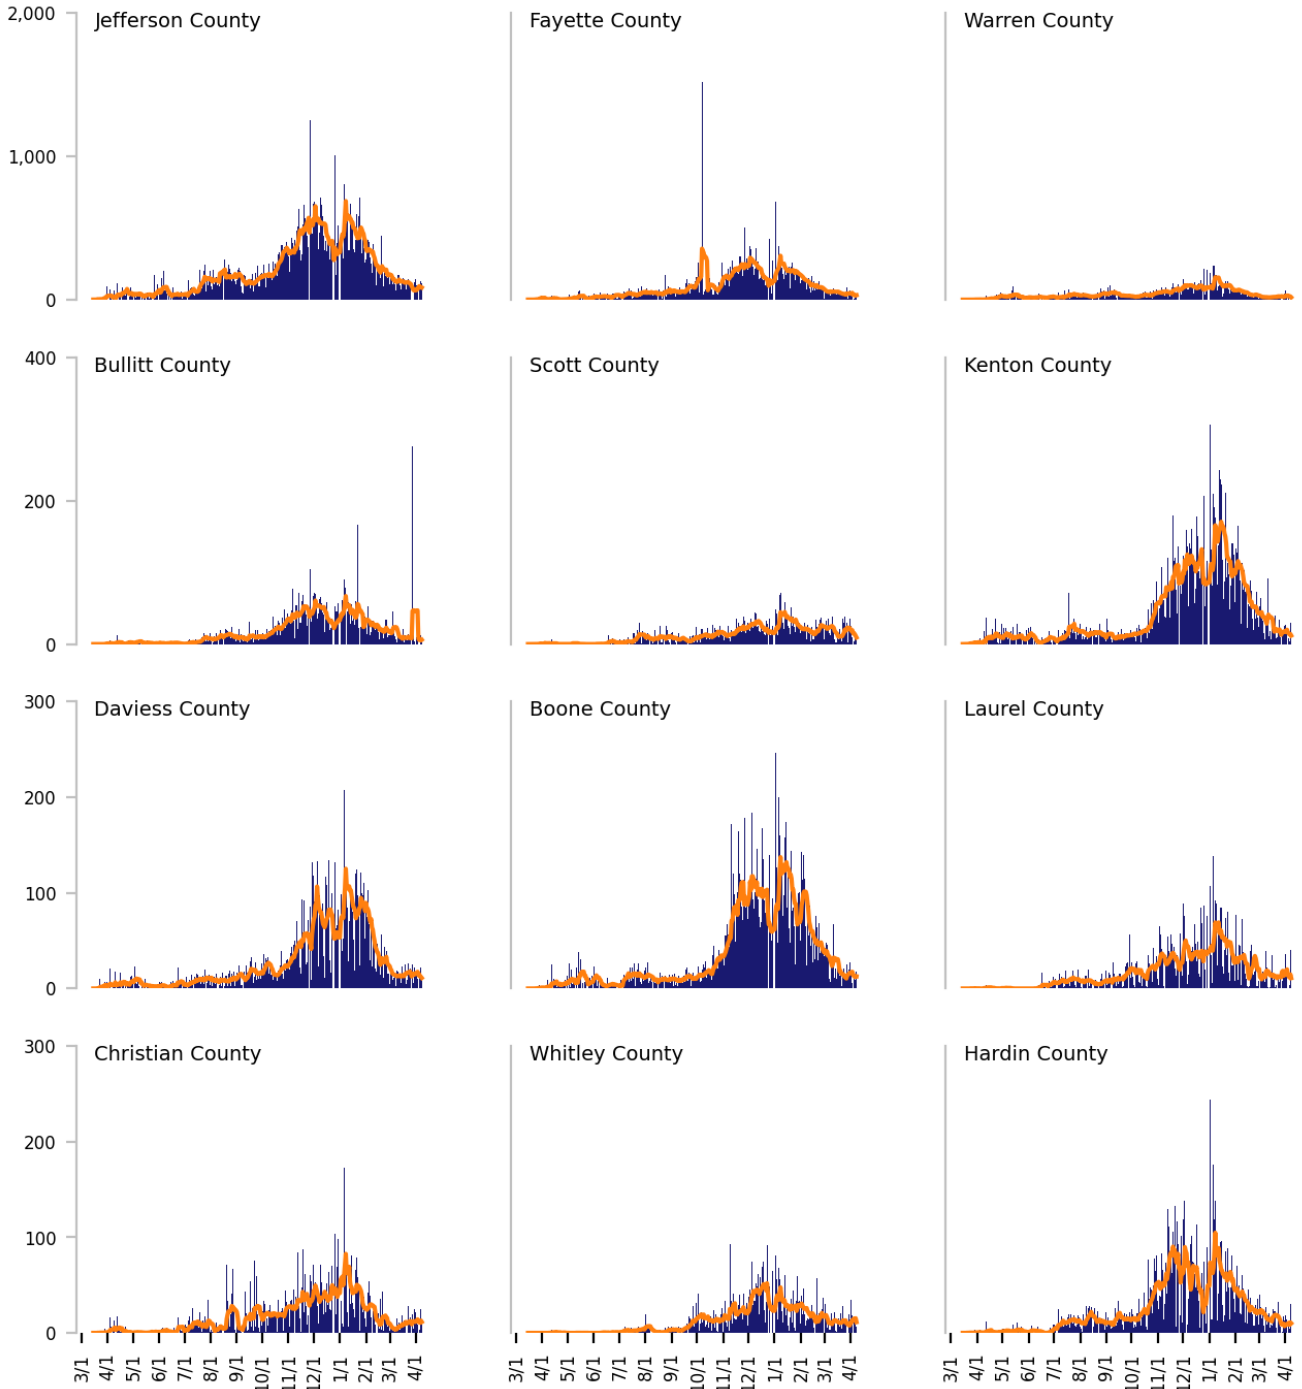 2,000 Jefferson County Fayette County Warren County
1,000
0
400 Bullitt County Scott County Kenton County
200
0
300 Daviess County Boone County Laurel County
200
100
0
300 Christian County Whitley County Hardin County
200
100
0
3/1 4/1 5/1 6/1 7/1 8/1 9/1 10/1 11/1 12/1 1/1 2/1 3/1 4/1 3/1 4/1 5/1 6/1 7/1 8/1 9/1 10/1 11/1 12/1 1/1 2/1 3/1 4/1 3/1 4/1 5/1 6/1 7/1 8/1 9/1 10/1 11/1 12/1 1/1 2/1 3/1 4/1